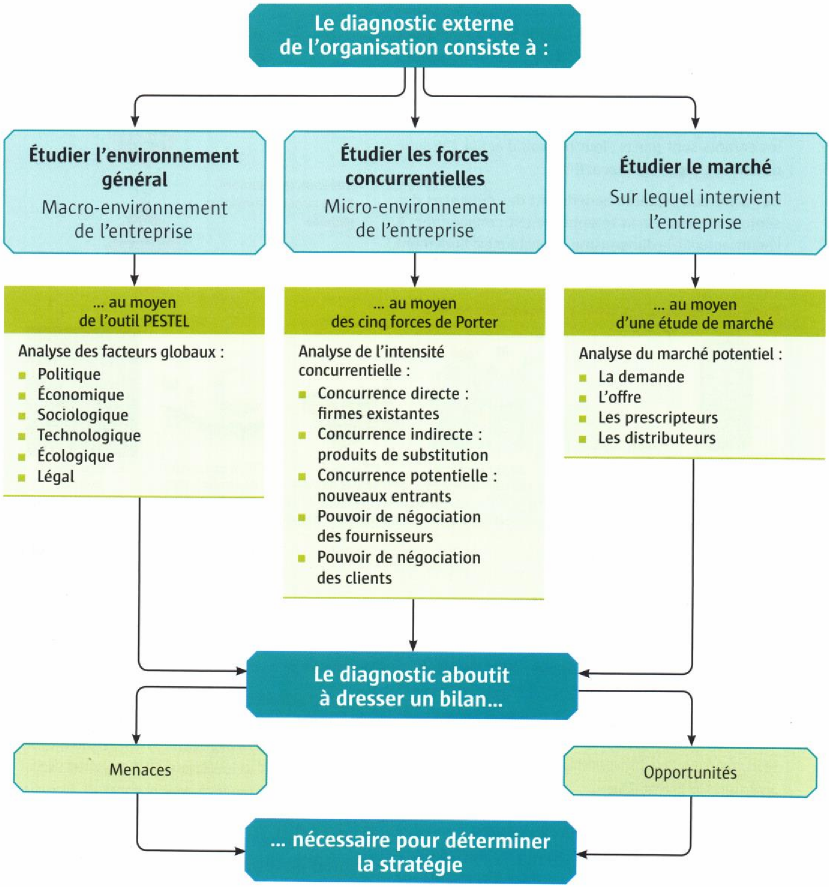 Le diagnostic externe
de l'organisation consiste à :
Étudier l'environnement
général
Macro-environnement
de l'entreprise
Étudier les forces
concurrentielles
Micro-environnement
de l'entreprise
Étudier le marché
Sur lequel intervient
l'entreprise
... au moyen
de l'outil PESTEL
Analyse des facteurs globaux :
Politique
Économique
Sociologique
Technologique
Écologique
Légal
... au moyen
des cinq forces de Porter
Analyse de l'intensité
concurrentielle :
Concurrence directe :
firmes existantes
Concurrence indirecte :
produits de substitution
Concurrence potentielle :
nouveaux entrants
Pouvoir de négociation
des fournisseurs
Pouvoir de négociation
des clients
... au moyen
d'une étude de marché
Analyse du marché potentiel :
La demande
L'offre
Les prescripteurs
Les distributeurs
Le diagnostic aboutit
à dresser un bilan...
Menaces
Opportunités
... nécessaire pour déterminer
la stratégie